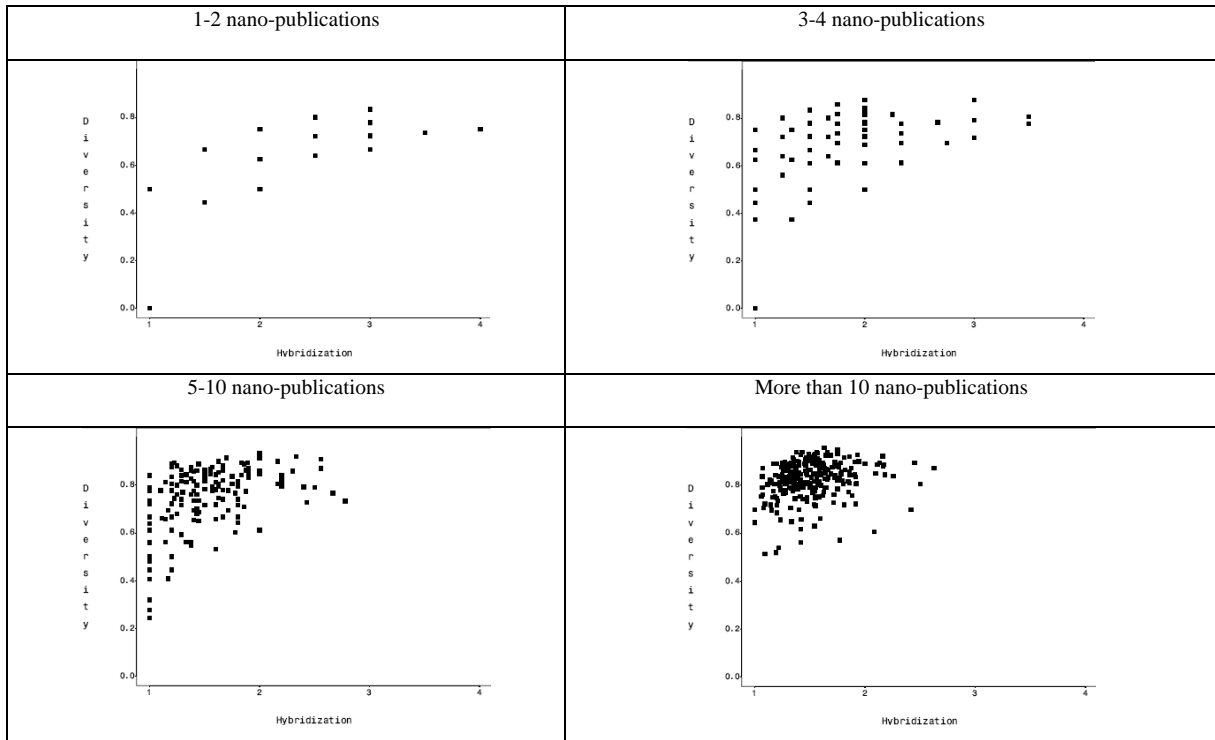 1-2 nano-publications
3-4 nano-publications
Diversity
0.8
0.6
0.4
0.2
0.0
1 2 3 4
Hybridization
Diversity
0.8
0.6
0.4
0.2
0.0
1 2 3 4
Hybridization
5-10 nano-publications
More than 10 nano-publications
Diversity
0.8
0.6
0.4
0.2
0.0
1 2 3 4
Hybridization
Diversity
0.8
0.6
0.4
0.2
0.0
1 2 3 4
Hybridization